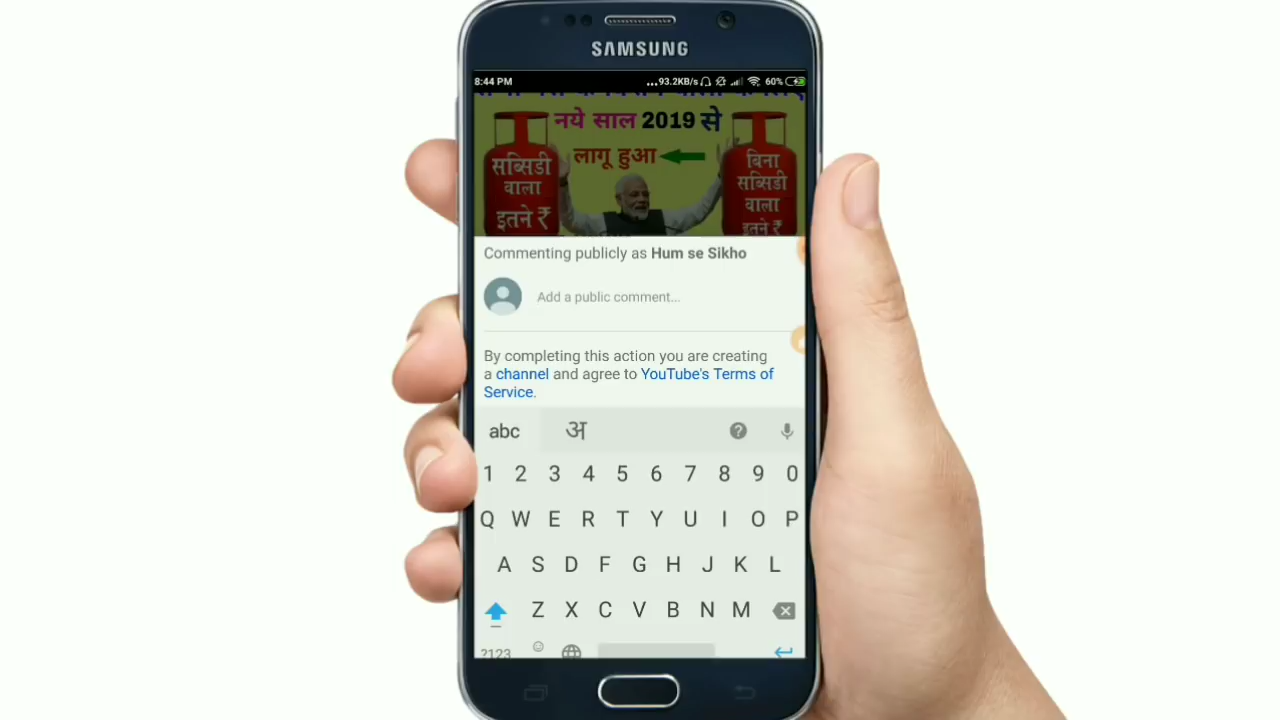 SAMSUNG
8:44 PM ...93.2KB/s 60%
नये साल 2019 से
लागू हुआ
सब्सिडी
वाला
इतने ₹
बिना
सब्सिडी
वाला
इतने ₹
Commenting publicly as Hum se Sikho
Add a public comment...
By completing this action you are creating
a channel and agree to YouTube's Terms of
Service.
abc अ
1 2 3 4 5 6 7 8 9 0
Q W E R T Y U I O P
A S D F G H J K L
Z X C V B N M
?123